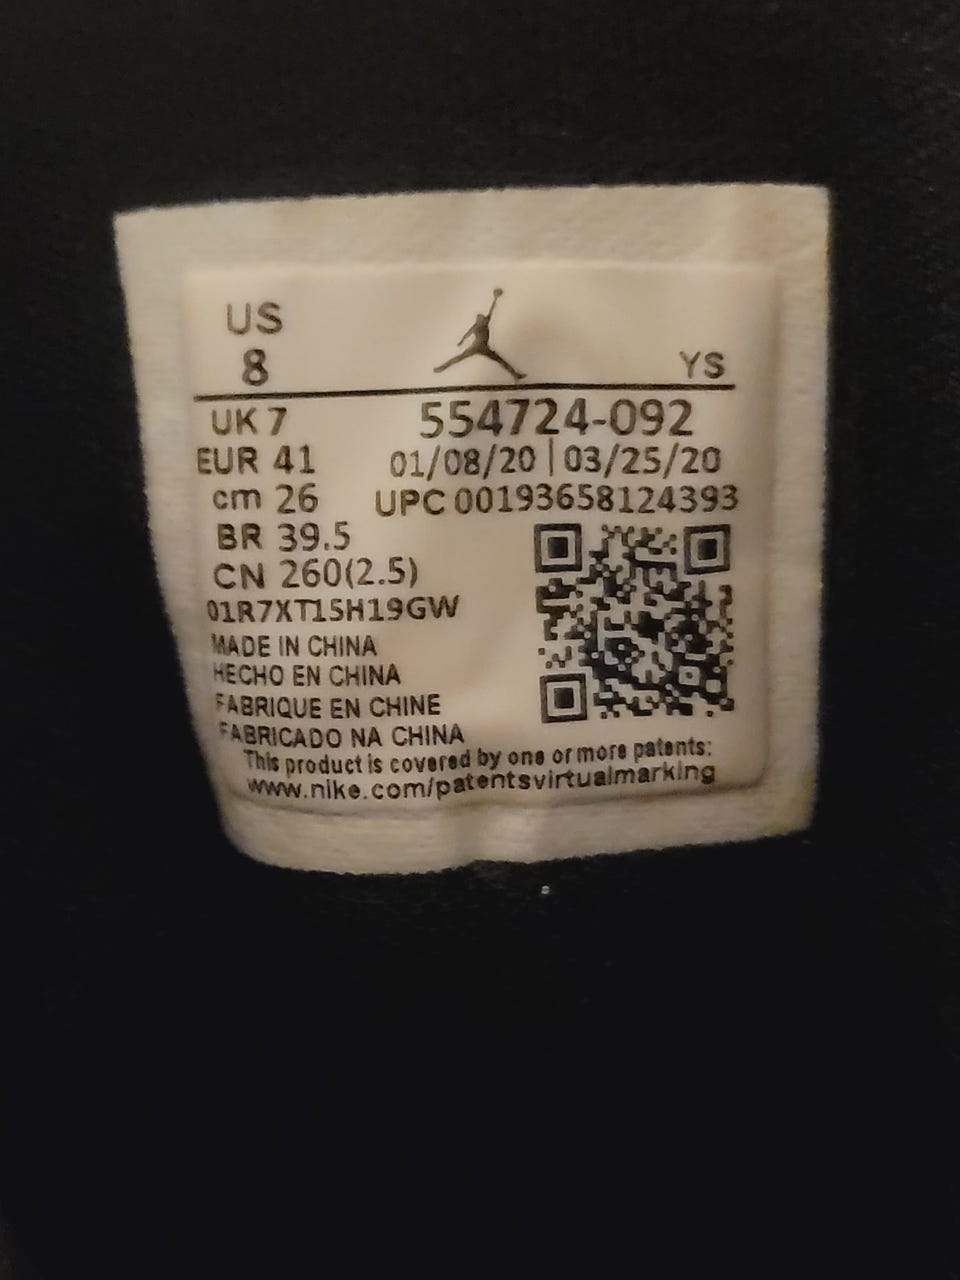 US
8 YS
UK 7 554724-092
EUR 41 01/08/20 | 03/25/20
cm 26 UPC 00193658124393
BR 39.5
CN 260(2.5)
01R7XT15H19GW
MADE IN CHINA
HECHO EN CHINA
FABRIQUE EN CHINE
FABRICADO NA CHINA
This product is covered by one or more patents:
www.nike.com/patentsvirtualmarking